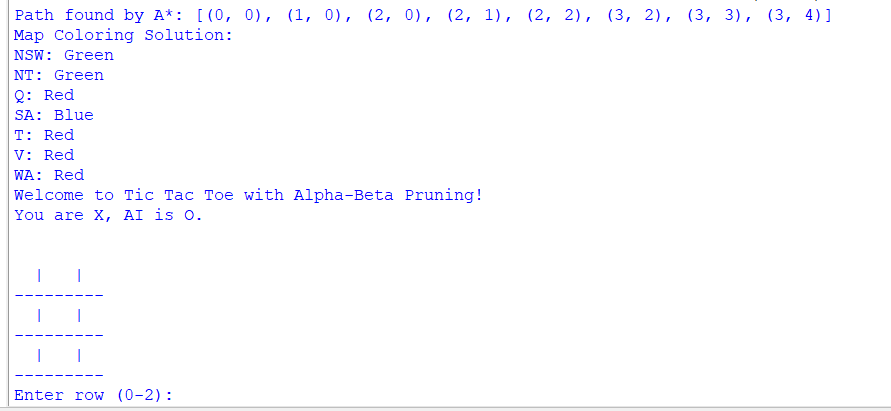 Path found by A*: [(0, 0), (1, 0), (2, 0), (2, 1), (2, 2), (3, 2), (3, 3), (3, 4)]
Map Coloring Solution:
NSW: Green
NT: Green
Q: Red
SA: Blue
T: Red
V: Red
WA: Red
Welcome to Tic Tac Toe with Alpha-Beta Pruning!
You are X, AI is O.
  |   |
---------
  |   |
---------
  |   |
---------
Enter row (0-2):